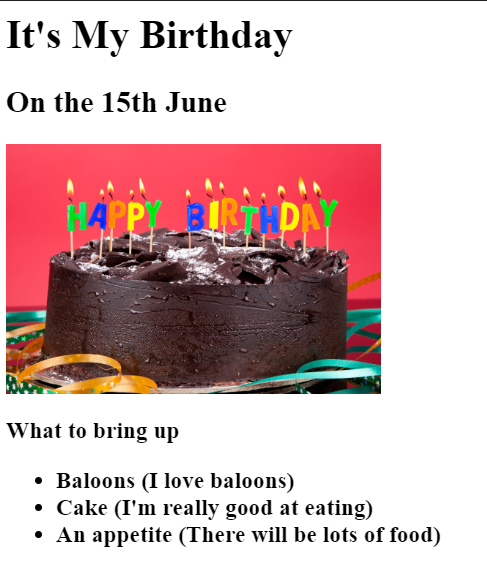 It's My Birthday
On the 15th June
HAPPY BIRTHDAY
What to bring up
• Baloons (I love baloons)
• Cake (I'm really good at eating)
• An appetite (There will be lots of food)